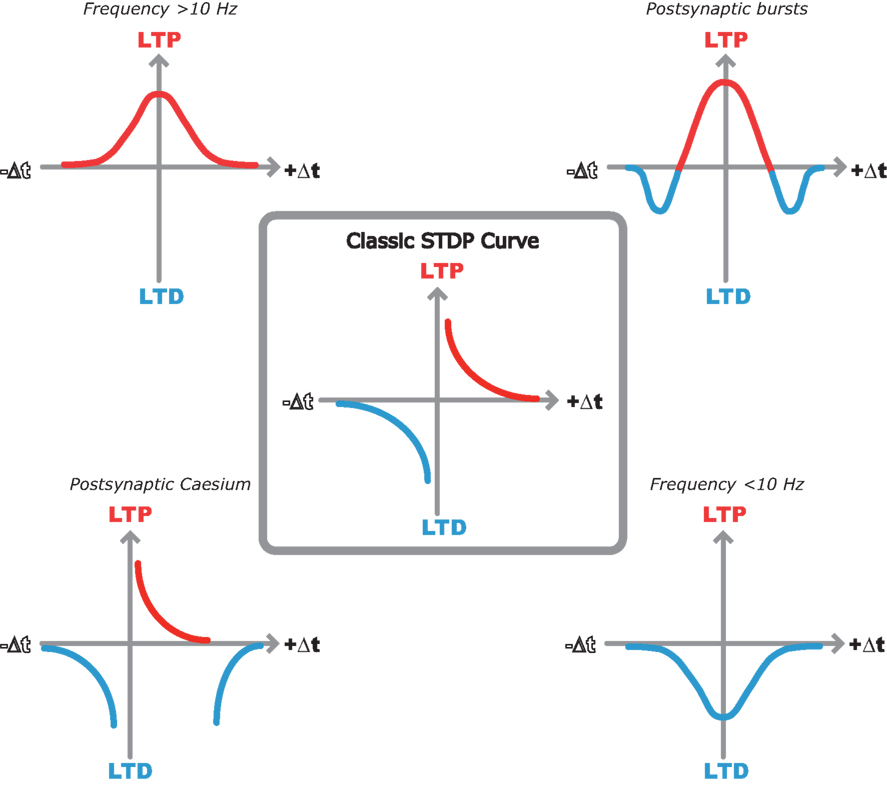 Frequency >10 Hz
LTP
-Δt
+Δt
LTD
Postsynaptic bursts
LTP
-Δt
+Δt
LTD
Classic STDP Curve
LTP
-Δt
+Δt
LTD
Postsynaptic Caesium
LTP
-Δt
+Δt
LTD
Frequency <10 Hz
LTP
-Δt
+Δt
LTD